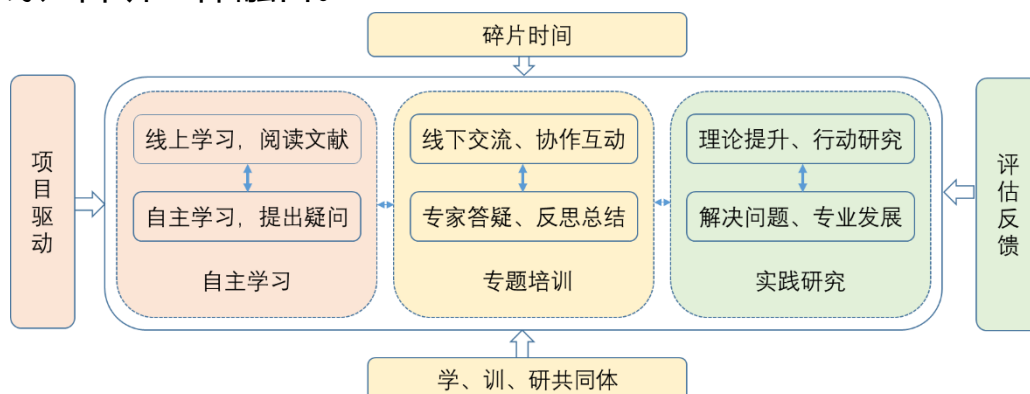 碎片时间
项目驱动
线上学习，阅读文献
自主学习，提出疑问
自主学习
线下交流、协作互动
专家答疑、反思总结
专题培训
理论提升、行动研究
解决问题、专业发展
实践研究
评估反馈
学、训、研共同体